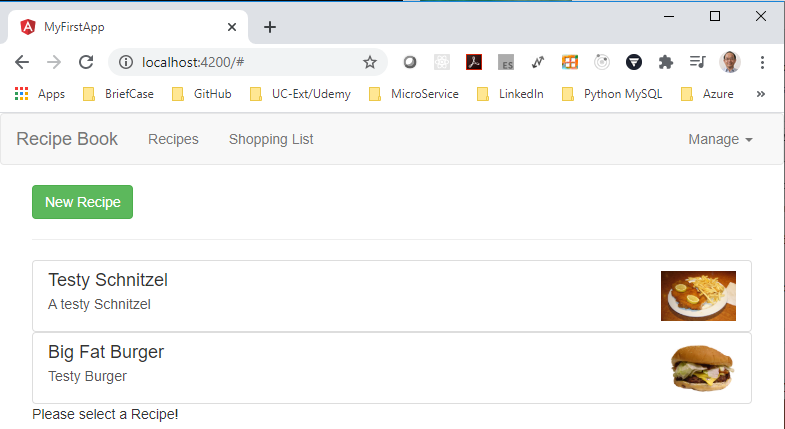 MyFirstApp
localhost:4200/#
ES
Apps BriefCase GitHub UC-Ext/Udemy MicroService LinkedIn Python MySQL Azure »
Recipe Book Recipes Shopping List Manage
New Recipe
Testy Schnitzel
A testy Schnitzel
Big Fat Burger
Testy Burger
Please select a Recipe!